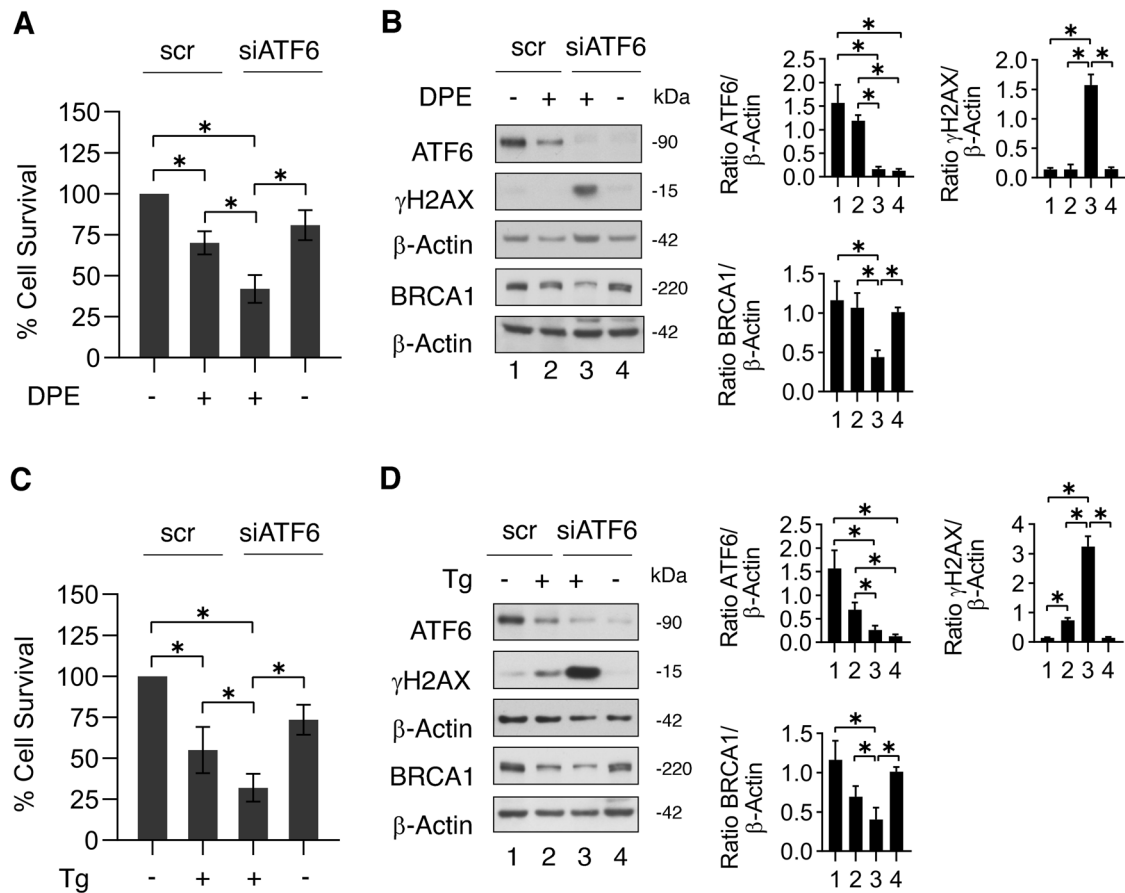 A
scr siATF6
% Cell Survival
150
125
100
75
50
25
0
* * * *
DPE - + + -
B
scr siATF6
DPE - + + - kDa
ATF6 -90
γH2AX -15
β-Actin -42
BRCA1 -220
β-Actin -42
1 2 3 4
Ratio ATF6/
β-Actin
2.5
2.0
1.5
1.0
0.5
0.0
* * * *
1 2 3 4
Ratio γH2AX/
β-Actin
2.0
1.5
1.0
0.5
0.0
* * *
1 2 3 4
Ratio BRCA1/
β-Actin
1.5
1.0
0.5
0.0
* * *
1 2 3 4
C
scr siATF6
% Cell Survival
150
125
100
75
50
25
0
* * * *
Tg - + + -
D
scr siATF6
Tg - + + - kDa
ATF6 -90
γH2AX -15
β-Actin -42
BRCA1 -220
β-Actin -42
1 2 3 4
Ratio ATF6/
β-Actin
2.5
2.0
1.5
1.0
0.5
0.0
* * * *
1 2 3 4
Ratio γH2AX/
β-Actin
4
3
2
1
0
* * * *
1 2 3 4
Ratio BRCA1/
β-Actin
1.5
1.0
0.5
0.0
* * *
1 2 3 4